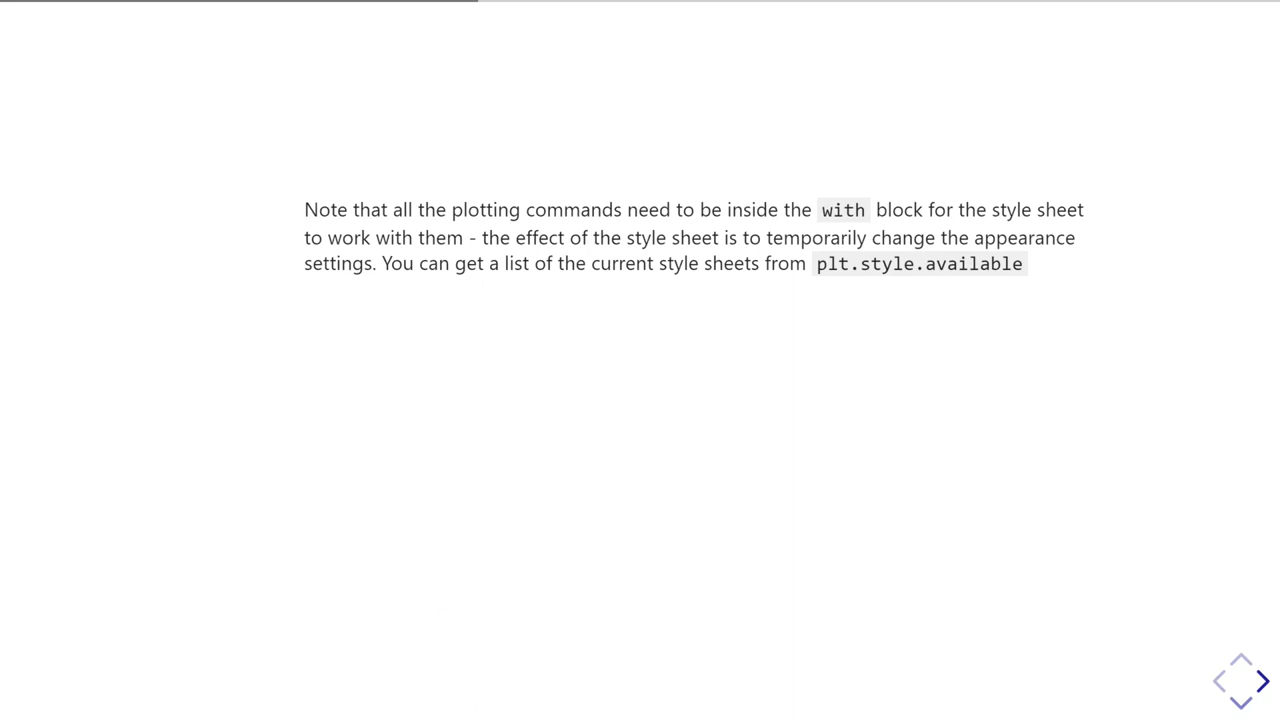 Note that all the plotting commands need to be inside the with block for the style sheet
to work with them - the effect of the style sheet is to temporarily change the appearance
settings. You can get a list of the current style sheets from plt.style.available